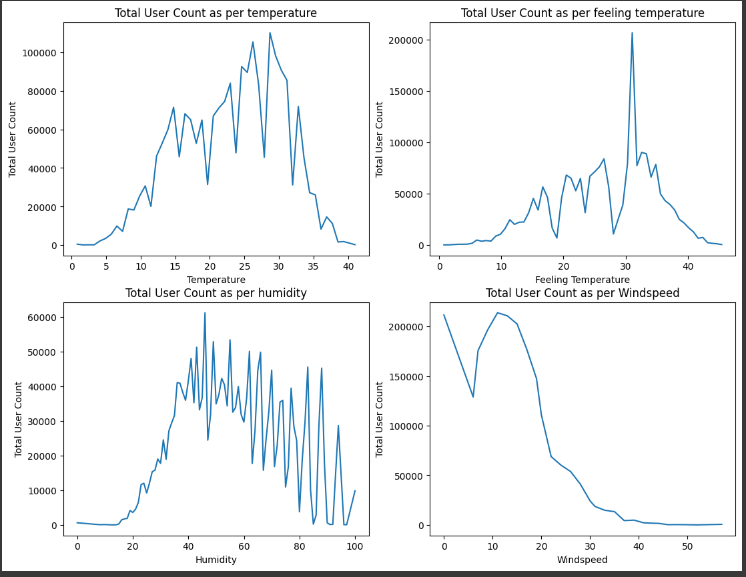 Total User Count as per temperature
Total User Count
100000
80000
60000
40000
20000
0
0 5 10 15 20 25 30 35 40
Temperature
Total User Count as per feeling temperature
Total User Count
200000
150000
100000
50000
0
0 10 20 30 40
Feeling Temperature
Total User Count as per humidity
Total User Count
60000
50000
40000
30000
20000
10000
0
0 20 40 60 80 100
Humidity
Total User Count as per Windspeed
Total User Count
200000
150000
100000
50000
0
0 10 20 30 40 50
Windspeed